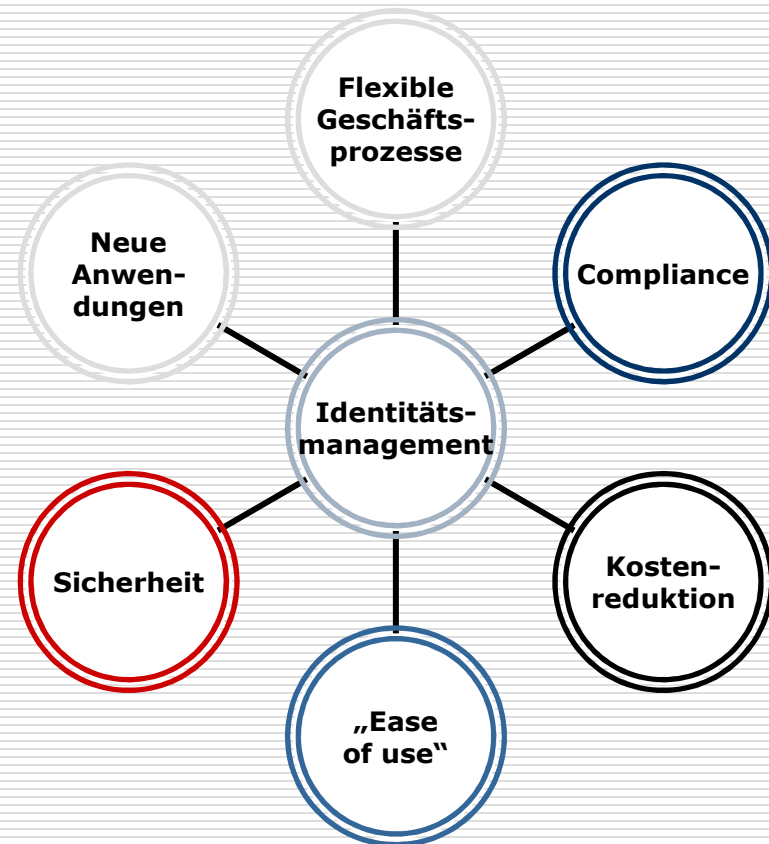 Flexible
Geschäfts-
prozesse
Neue
Anwen-
dungen
Compliance
Identitäts-
management
Sicherheit
Kosten-
reduktion
„Ease
of use“